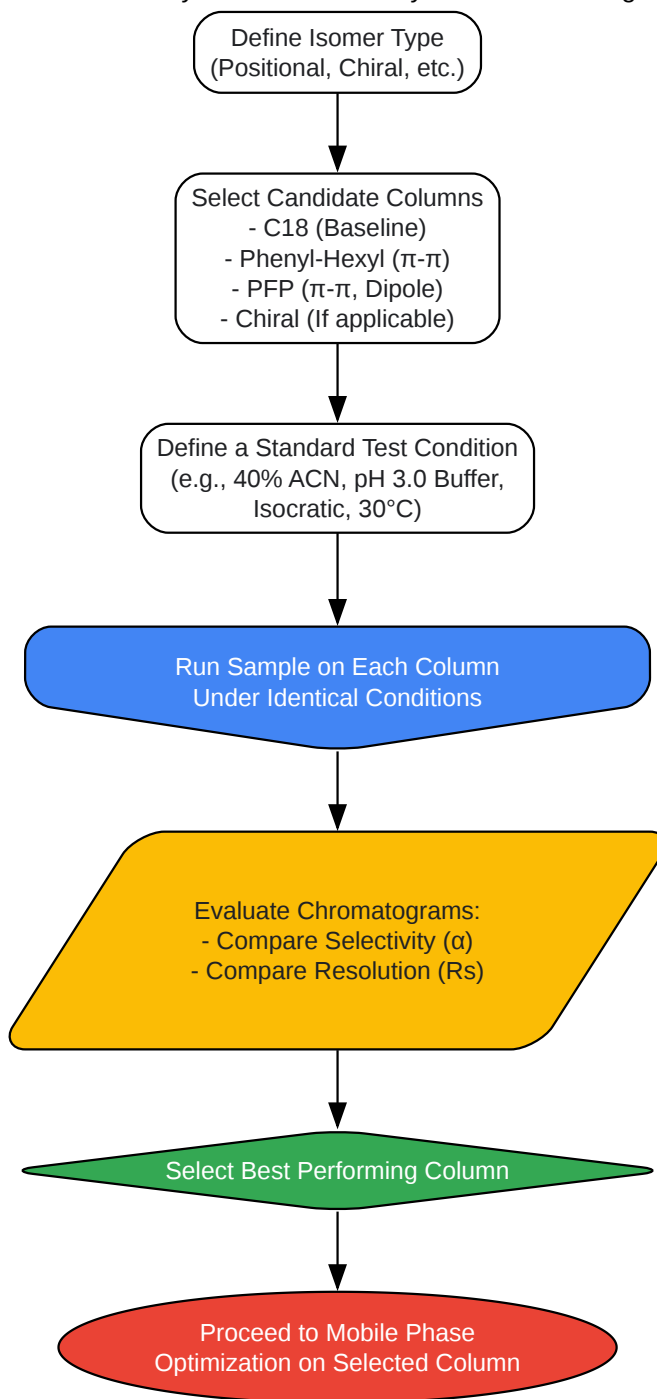 Define Isomer Type
(Positional, Chiral, etc.)
Select Candidate Columns
- C18 (Baseline)
- Phenyl-Hexyl (π-π)
- PFP (π-π, Dipole)
- Chiral (If applicable)
Define a Standard Test Condition
(e.g., 40% ACN, pH 3.0 Buffer,
Isocratic, 30°C)
Run Sample on Each Column
Under Identical Conditions
Evaluate Chromatograms:
- Compare Selectivity (α)
- Compare Resolution (Rs)
Select Best Performing Column
Proceed to Mobile Phase
Optimization on Selected Column